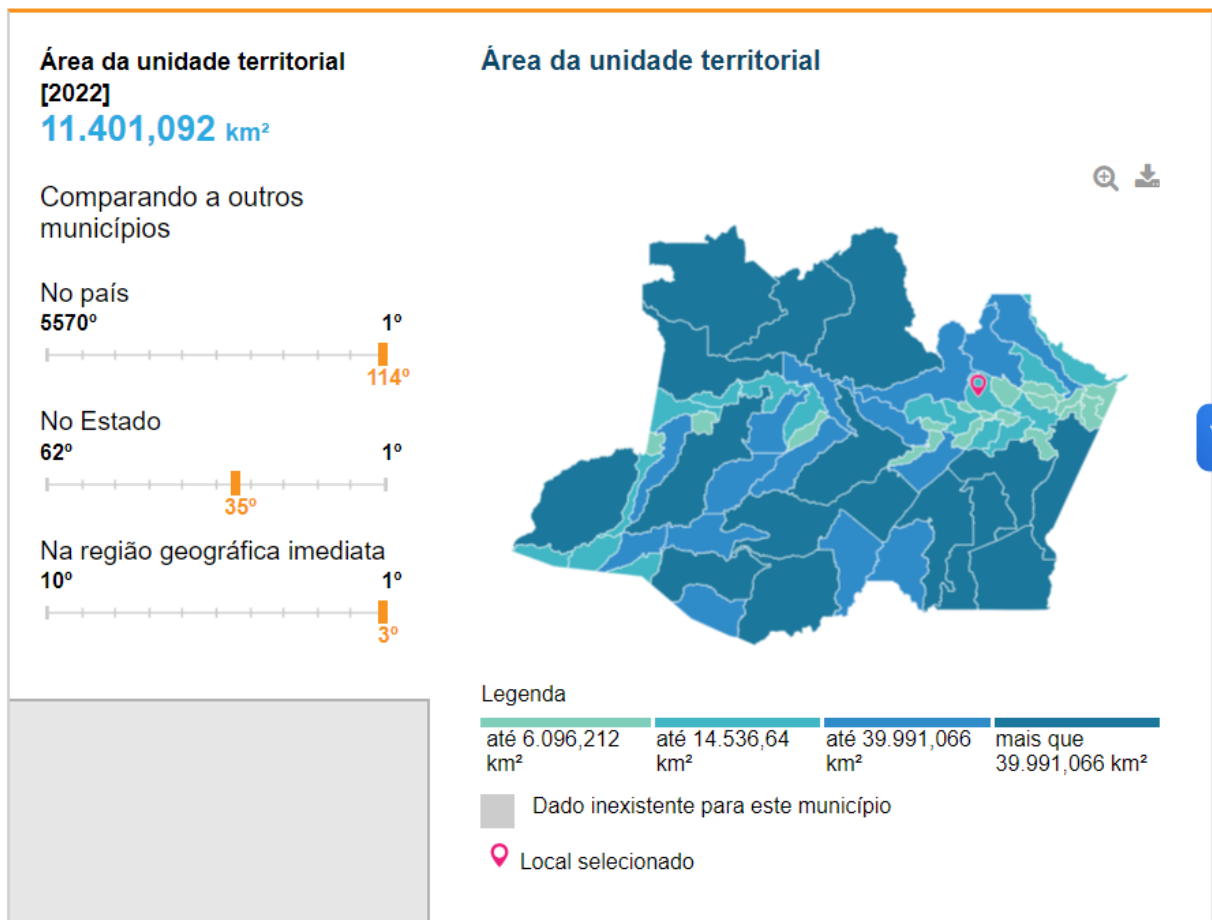 Área da unidade territorial
[2022]
11.401,092 km²
Comparando a outros
municípios
No país
5570º 1º
114º
No Estado
62º 1º
35º
Na região geográfica imediata
10º 1º
3º
Área da unidade territorial
Legenda
até 6.096,212 km²
até 14.536,64 km²
até 39.991,066 km²
mais que 39.991,066 km²
Dado inexistente para este município
Local selecionado